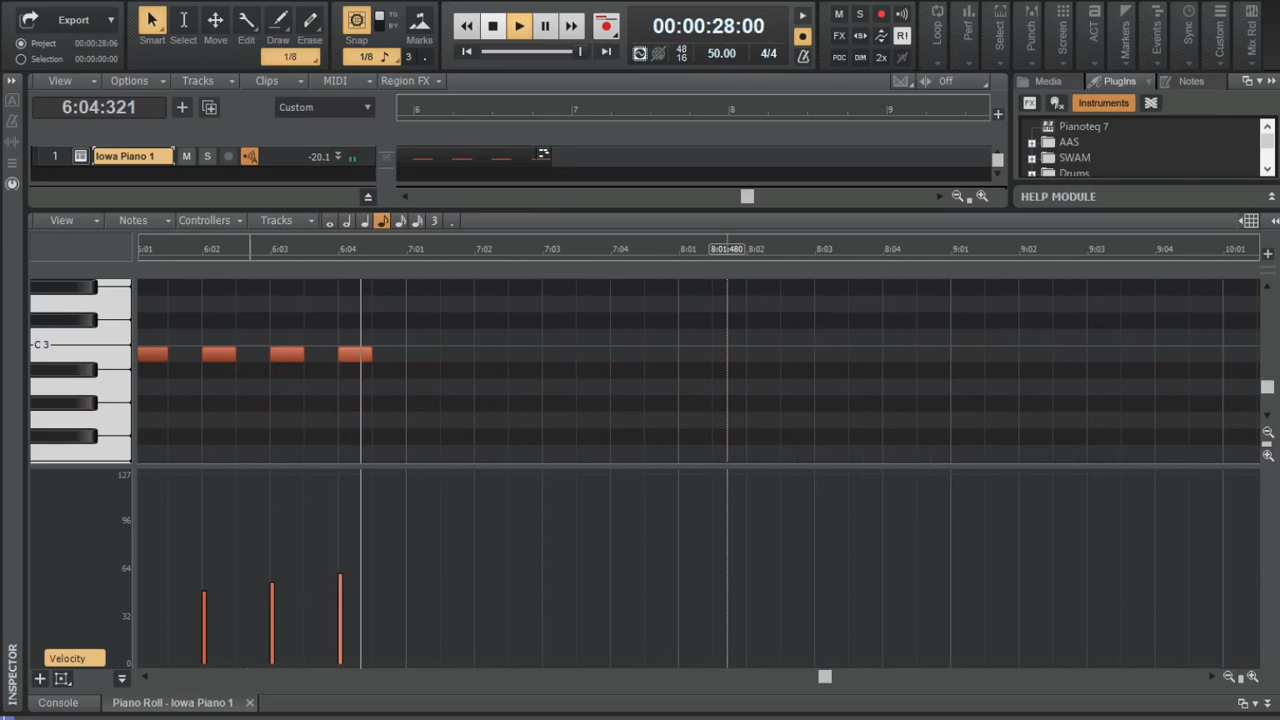 Export
Project 00:00:28:06
Selection 00:00:00:00
Smart Select Move Edit Draw Erase Snap Marks
TO
BY
1/8 1/8 3 .
00:00:28:00
48
16
50.00 4/4
M S
FX R!
PDC DIM 2x
Loop
Perf
Select
Punch
Screen
ACT
Markers
Events
Sync
Custom
Mix Rcl
View Options Tracks Clips MIDI Region FX Off Media PlugIns Notes
6:04:321 Custom 6 7 8 9 FX Instruments
Pianoteq 7
AAS
SWAM
Drums
1 Iowa Piano 1 M S -20.1
HELP MODULE
View Notes Controllers Tracks 3 .
6:01 6:02 6:03 6:04 7:01 7:02 7:03 7:04 8:01 8:01:480 8:02 8:03 8:04 9:01 9:02 9:03 9:04 10:01
C 3
127
96
64
32
0
Velocity
INSPECTOR
Console Piano Roll - Iowa Piano 1